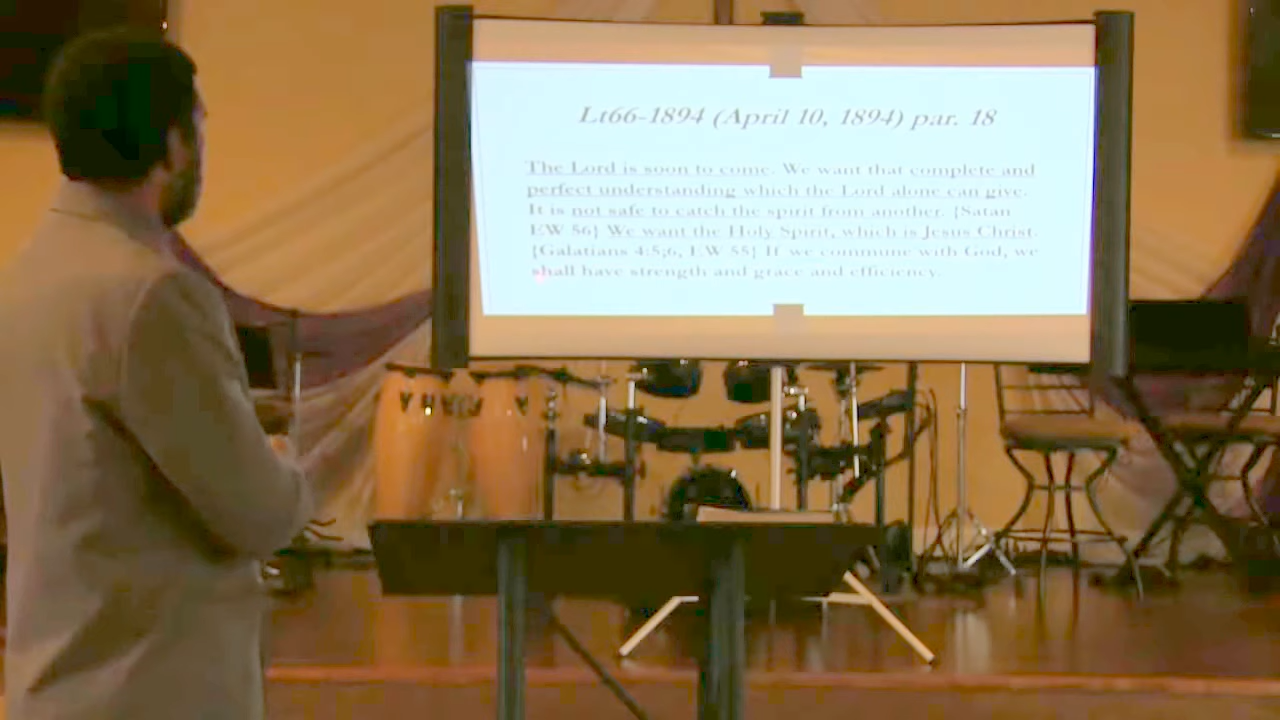 Lt66-1894 (April 10, 1894) par. 18
The Lord is soon to come. We want that complete and
perfect understanding which the Lord alone can give.
It is not safe to catch the spirit from another. {Satan
EW 56} We want the Holy Spirit, which is Jesus Christ.
{Galatians 4:5;6, EW 55} If we commune with God, we
shall have strength and grace and efficiency.